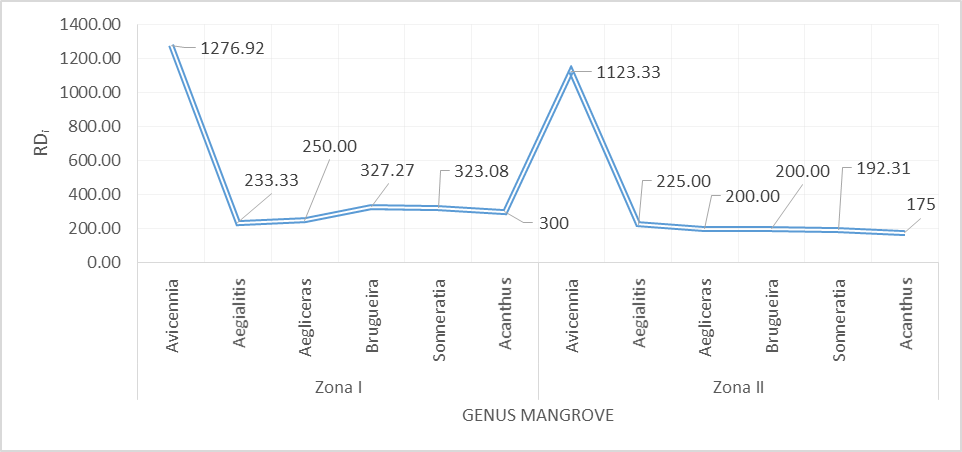 1400.00
1200.00
1000.00
800.00
600.00
400.00
200.00
0.00
RDi
1276.92
233.33
250.00
327.27
323.08
300
1123.33
225.00
200.00
200.00
192.31
175
Avicennia
Aegialitis
Aegliceras
Brugueira
Sonneratia
Acanthus
Avicennia
Aegialitis
Aegliceras
Brugueira
Sonneratia
Acanthus
Zona I
Zona II
GENUS MANGROVE